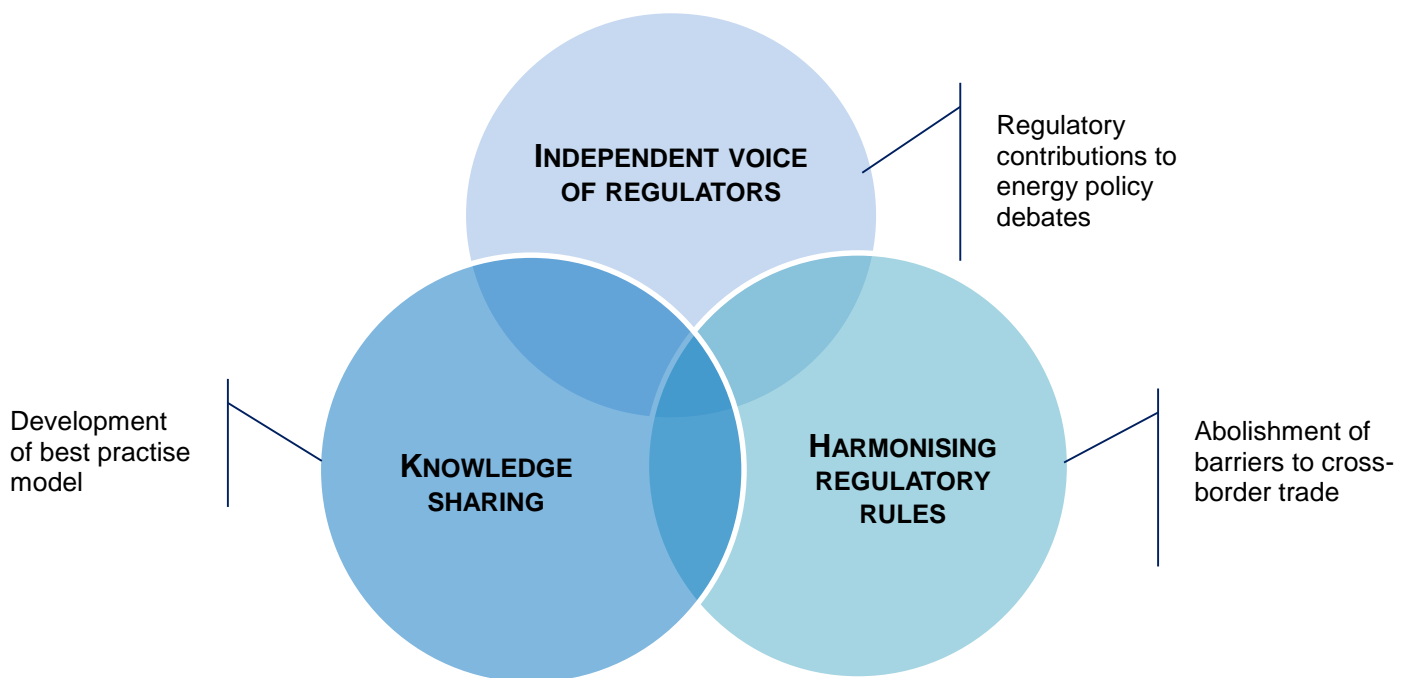 INDEPENDENT VOICE
OF REGULATORS
Regulatory
contributions to
energy policy
debates
Development
of best practise
model
KNOWLEDGE
SHARING
HARMONISING
REGULATORY
RULES
Abolishment of
barriers to cross-
border trade